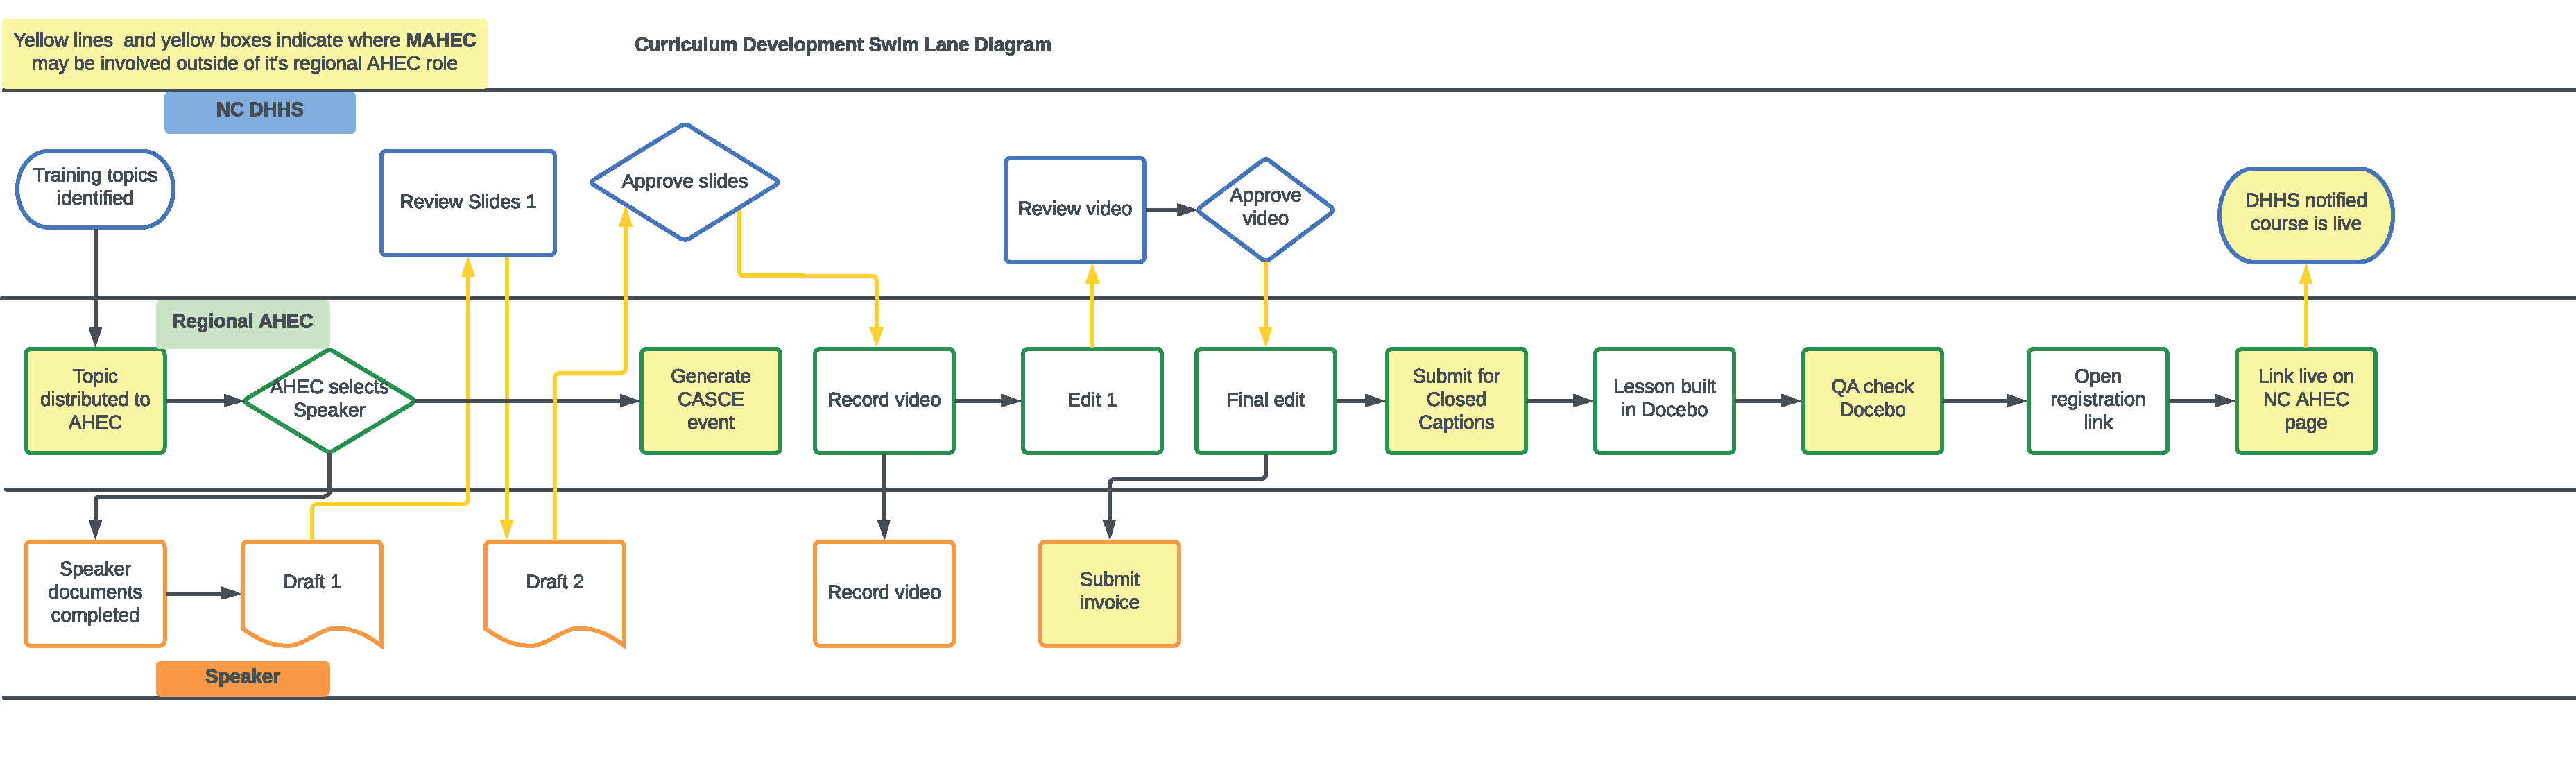 Yellow lines  and yellow boxes indicate where MAHEC
may be involved outside of it's regional AHEC role
Curriculum Development Swim Lane Diagram
NC DHHS
Training topics
identified
Review Slides 1
Approve slides
Review video
Approve
video
DHHS notified
course is live
Regional AHEC
Topic
distributed to
AHEC
AHEC selects
Speaker
Generate
CASCE
event
Record video
Edit 1
Final edit
Submit for
Closed
Captions
Lesson built
in Docebo
QA check
Docebo
Open
registration
link
Link live on
NC AHEC
page
Speaker
documents
completed
Draft 1
Draft 2
Record video
Submit
invoice
Speaker